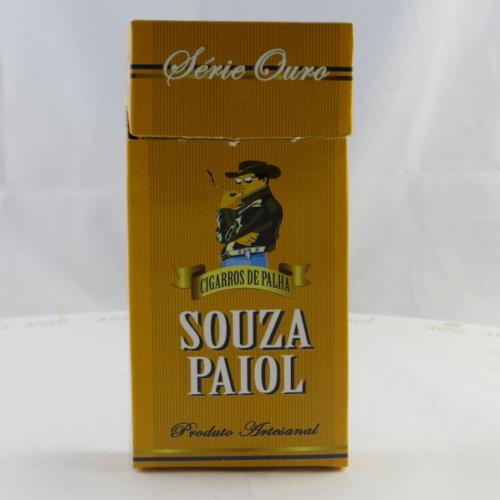 Série Ouro
CIGARROS DE PALHA
SOUZA
PAIOL
Produto Artesanal